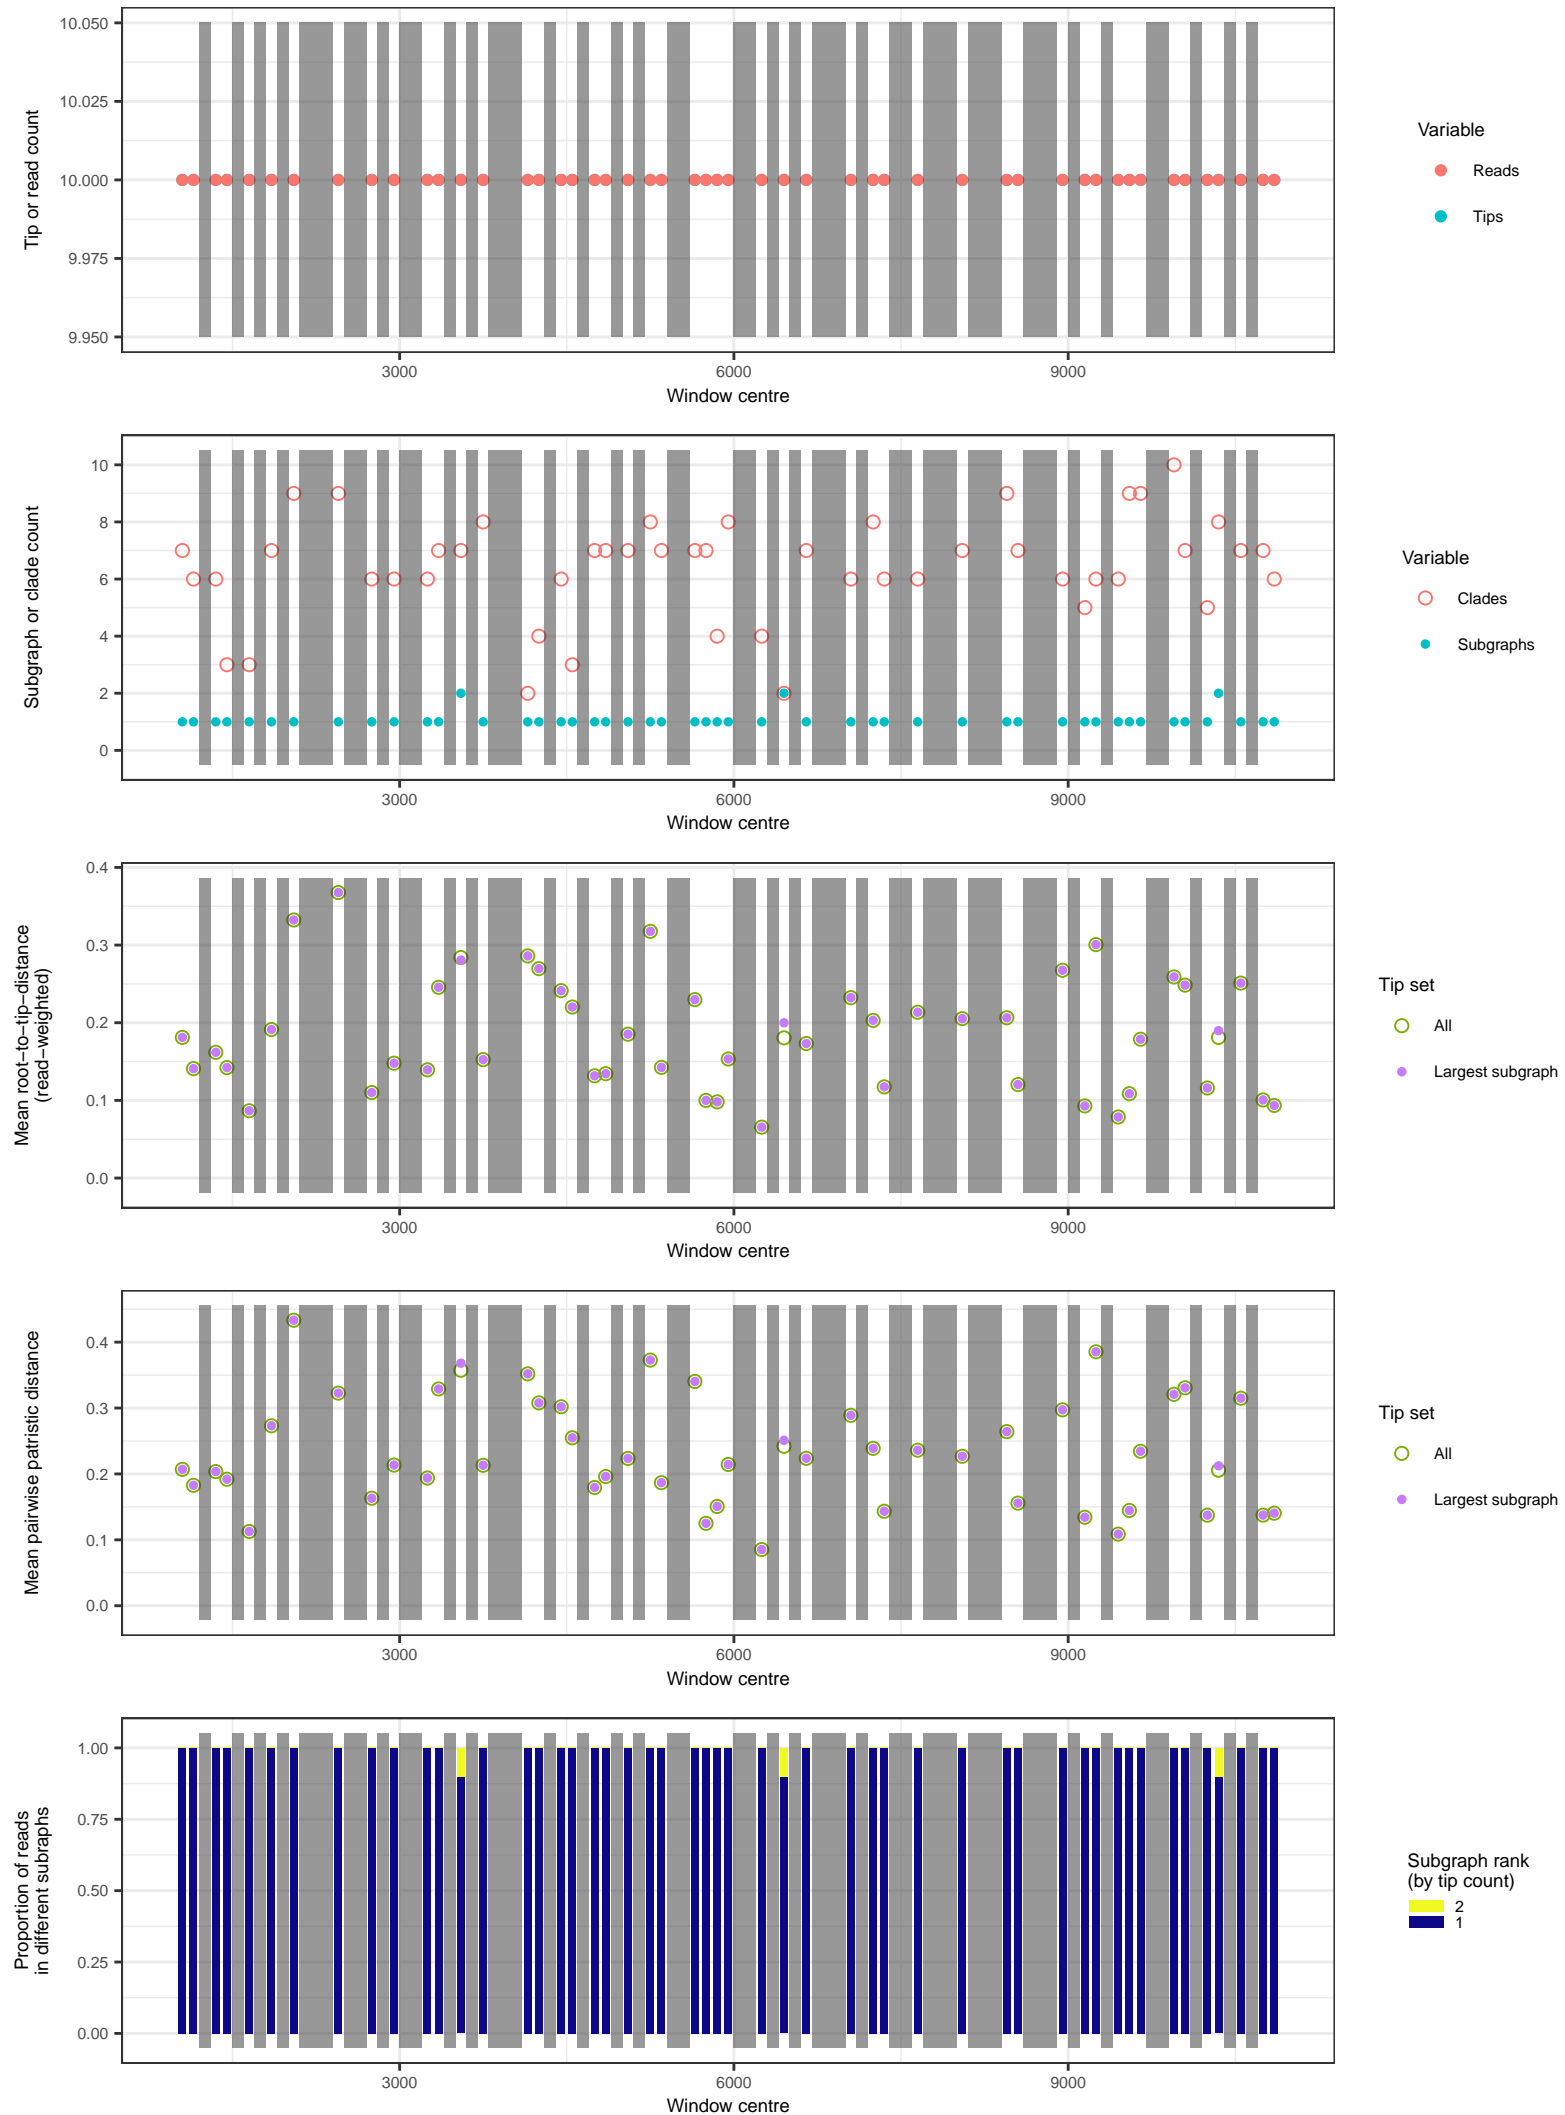 10.050
10.025
10.000
9.975
9.950
Tip or read count
3000
6000
9000
Window centre
Variable
Reads
Tips
10
8
6
4
2
0
Subgraph or clade count
3000
6000
9000
Window centre
Variable
Clades
Subgraphs
0.4
0.3
0.2
0.1
0.0
Mean root−to−tip−distance
(read−weighted)
3000
6000
9000
Window centre
Tip set
All
Largest subgraph
0.4
0.3
0.2
0.1
0.0
Mean pairwise patristic distance
3000
6000
9000
Window centre
Tip set
All
Largest subgraph
1.00
0.75
0.50
0.25
0.00
Proportion of reads
in different subraphs
3000
6000
9000
Window centre
Subgraph rank
(by tip count)
2
1